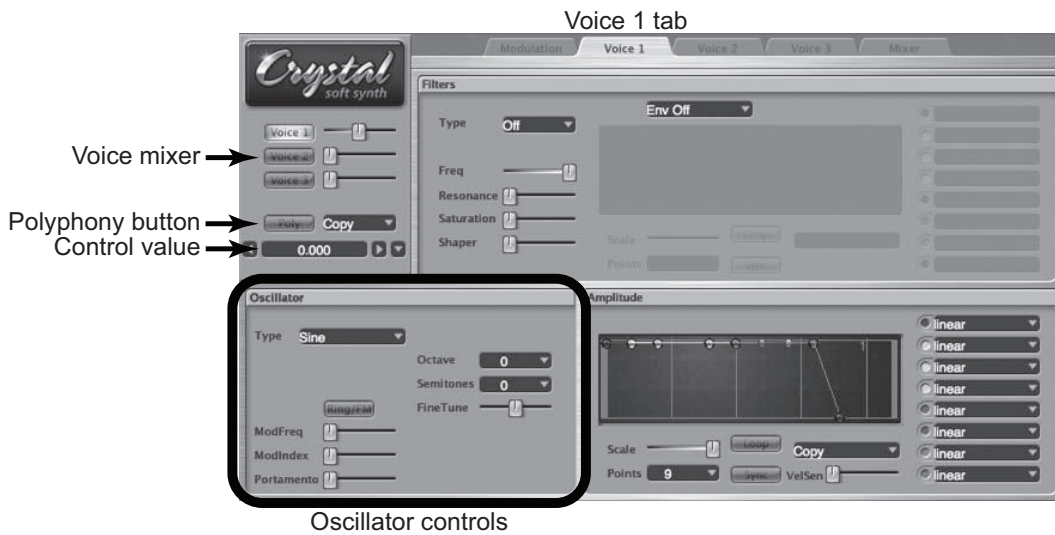 Voice 1 tab
Modulation
Voice 1
Voice 2
Voice 3
Mixer
Crystal
soft synth
Voice 1
Voice 2
Voice 3
Voice mixer
Polyphony button
Poly
Copy
Control value
0.000
Filters
Type
Off
Env Off
Freq
Resonance
Saturation
Shaper
Scale
Loop
Points
Sync
Oscillator
Type
Sine
Octave
0
Semitones
0
Ring/FM
FineTune
ModFreq
ModIndex
Portamento
Oscillator controls
Amplitude
1
Scale
Loop
Copy
Points
9
Sync
VelSen
linear
linear
linear
linear
linear
linear
linear
linear